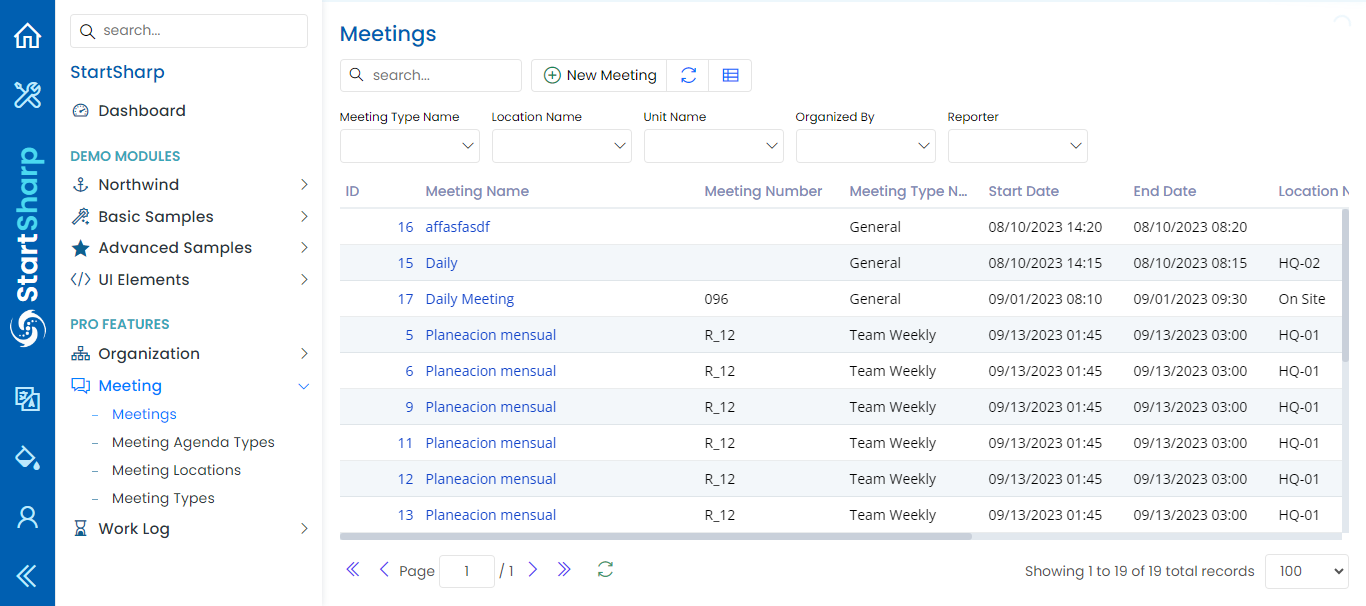 StartSharp
search...
StartSharp
Dashboard
DEMO MODULES
Northwind
Basic Samples
Advanced Samples
UI Elements
PRO FEATURES
Organization
Meeting
Meetings
Meeting Agenda Types
Meeting Locations
Meeting Types
Work Log
Meetings
search...
New Meeting
Meeting Type Name Location Name Unit Name Organized By Reporter
ID Meeting Name Meeting Number Meeting Type N... Start Date End Date Location N
16 affasfasdf General 08/10/2023 14:20 08/10/2023 08:20
15 Daily General 08/10/2023 14:15 08/10/2023 08:15 HQ-02
17 Daily Meeting 096 General 09/01/2023 08:10 09/01/2023 09:30 On Site
5 Planeacion mensual R_12 Team Weekly 09/13/2023 01:45 09/13/2023 03:00 HQ-01
6 Planeacion mensual R_12 Team Weekly 09/13/2023 01:45 09/13/2023 03:00 HQ-01
9 Planeacion mensual R_12 Team Weekly 09/13/2023 01:45 09/13/2023 03:00 HQ-01
11 Planeacion mensual R_12 Team Weekly 09/13/2023 01:45 09/13/2023 03:00 HQ-01
12 Planeacion mensual R_12 Team Weekly 09/13/2023 01:45 09/13/2023 03:00 HQ-01
13 Planeacion mensual R_12 Team Weekly 09/13/2023 01:45 09/13/2023 03:00 HQ-01
Page 1 / 1 Showing 1 to 19 of 19 total records 100